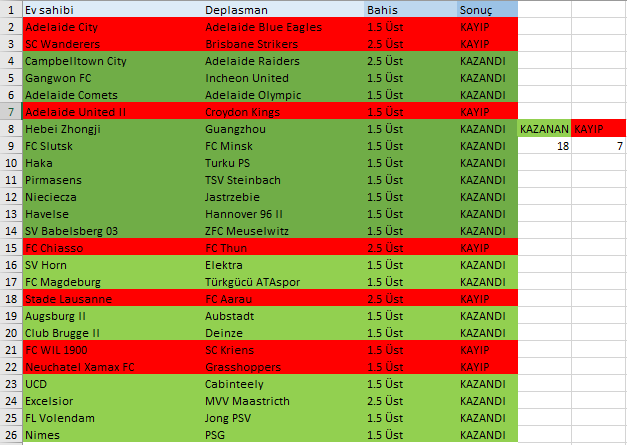 1 Ev sahibi Deplasman Bahis Sonuç
2 Adelaide City Adelaide Blue Eagles 1.5 Üst KAYIP
3 SC Wanderers Brisbane Strikers 2.5 Üst KAYIP
4 Campbelltown City Adelaide Raiders 2.5 Üst KAZANDI
5 Gangwon FC Incheon United 1.5 Üst KAZANDI
6 Adelaide Comets Adelaide Olympic 1.5 Üst KAZANDI
7 Adelaide United II Croydon Kings 1.5 Üst KAYIP
8 Hebei Zhongji Guangzhou 1.5 Üst KAZANDI KAZANAN KAYIP
9 FC Slutsk FC Minsk 1.5 Üst KAZANDI 18 7
10 Haka Turku PS 1.5 Üst KAZANDI
11 Pirmasens TSV Steinbach 1.5 Üst KAZANDI
12 Nieciecza Jastrzebie 1.5 Üst KAZANDI
13 Havelse Hannover 96 II 1.5 Üst KAZANDI
14 SV Babelsberg 03 ZFC Meuselwitz 1.5 Üst KAZANDI
15 FC Chiasso FC Thun 2.5 Üst KAYIP
16 SV Horn Elektra 1.5 Üst KAZANDI
17 FC Magdeburg Türkgücü ATAspor 1.5 Üst KAZANDI
18 Stade Lausanne FC Aarau 2.5 Üst KAYIP
19 Augsburg II Aubstadt 1.5 Üst KAZANDI
20 Club Brugge II Deinze 1.5 Üst KAZANDI
21 FC WIL 1900 SC Kriens 1.5 Üst KAYIP
22 Neuchatel Xamax FC Grasshoppers 1.5 Üst KAYIP
23 UCD Cabinteely 1.5 Üst KAZANDI
24 Excelsior MVV Maastricth 2.5 Üst KAZANDI
25 FL Volendam Jong PSV 1.5 Üst KAZANDI
26 Nimes PSG 1.5 Üst KAZANDI